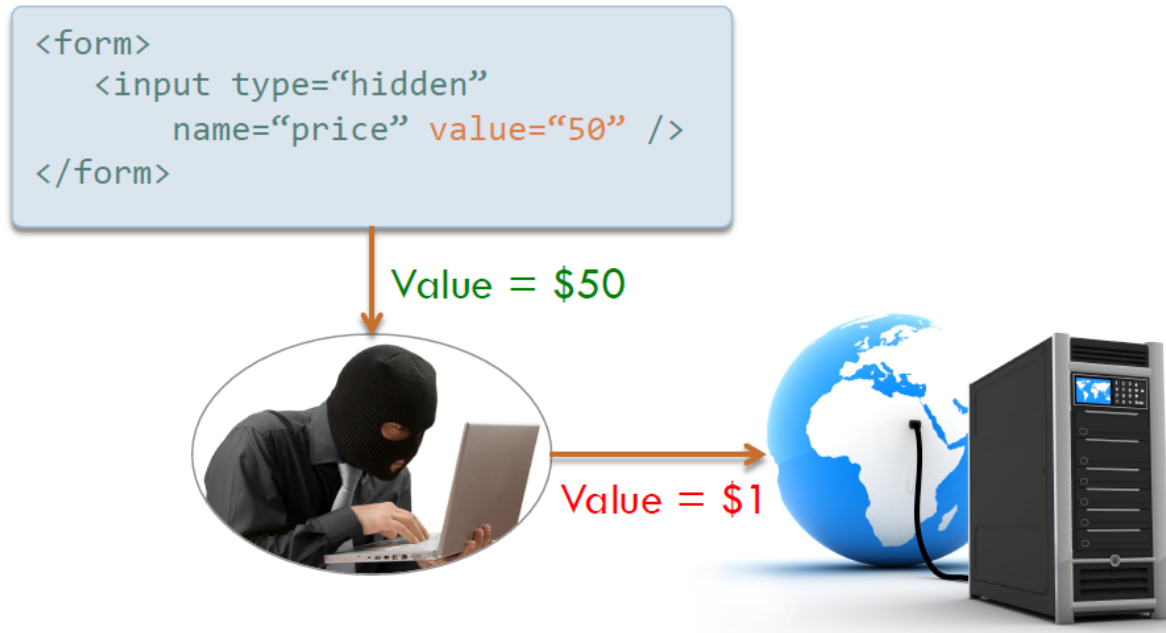 <form>
<input type=“hidden”
name=“price” value=“50” />
</form>
Value = $50
Value = $1